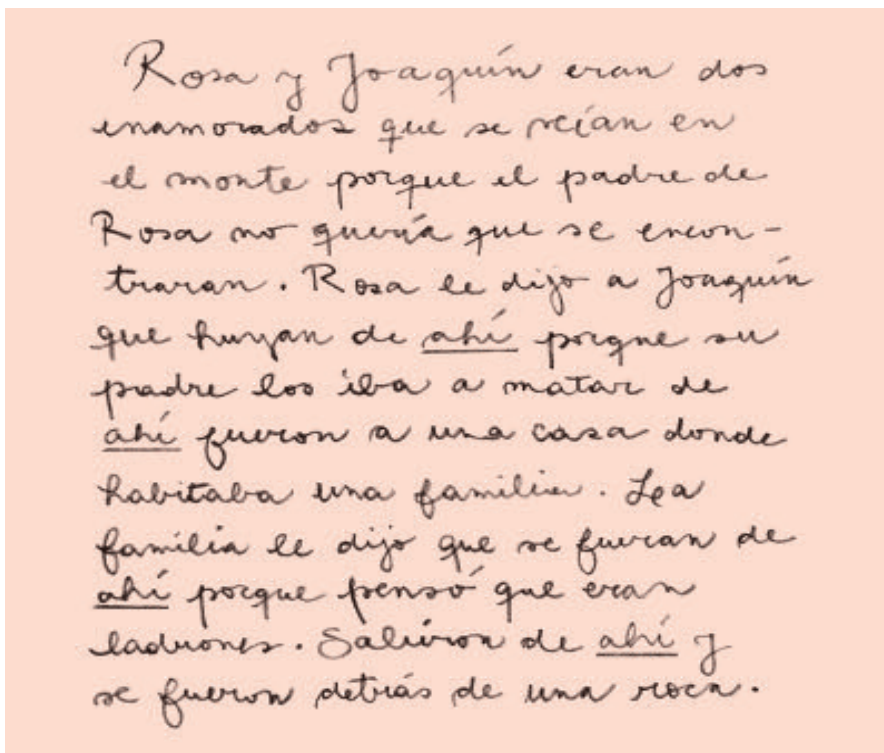 Rosa y Joaquín eran dos
enamorados que se veían en
el monte porque el padre de
Rosa no quería que se encon-
traran. Rosa le dijo a Joaquín
que huyan de ahí porque su
padre los iba a matar de
ahí fueron a una casa donde
habitaba una familia. La
familia le dijo que se fueran de
ahí porque pensó que eran
ladrones. Salieron de ahí y
se fueron detrás de una roca.